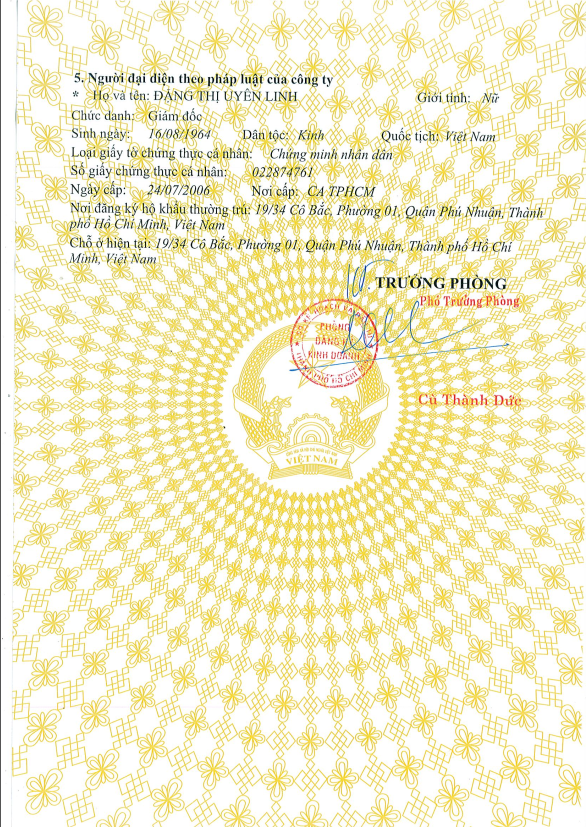 5. Người đại diện theo pháp luật của công ty
* Họ và tên: ĐẶNG THỊ UYÊN LINH Giới tính: Nữ
Chức danh: Giám đốc
Sinh ngày: 16/08/1964 Dân tộc: Kinh Quốc tịch: Việt Nam
Loại giấy tờ chứng thực cá nhân: Chứng minh nhân dân
Số giấy chứng thực cá nhân: 022874761
Ngày cấp: 24/07/2006 Nơi cấp: CA TPHCM
Nơi đăng ký hộ khẩu thường trú: 19/34 Cô Bắc, Phường 01, Quận Phú Nhuận, Thành
phố Hồ Chí Minh, Việt Nam
Chỗ ở hiện tại: 19/34 Cô Bắc, Phường 01, Quận Phú Nhuận, Thành phố Hồ Chí
Minh, Việt Nam
KT. TRƯỞNG PHÒNG
Phó Trưởng Phòng
PHÒNG
ĐĂNG KÝ
KINH DOANH
THÀNH PHỐ HỒ CHÍ MINH
Cù Thành Đức
VIỆT NAM